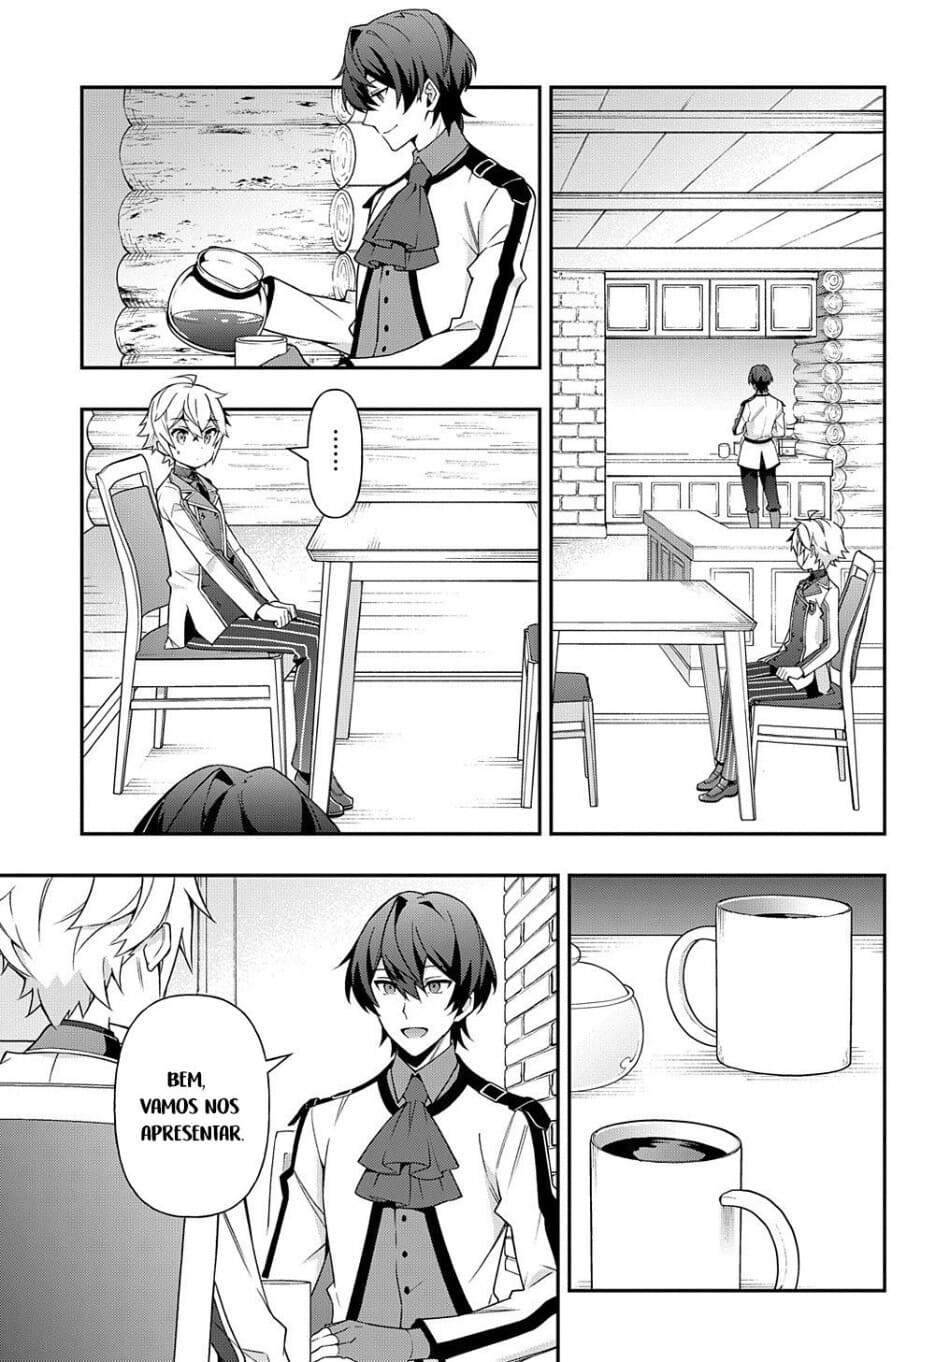 ........
BEM,
VAMOS NOS
APRESENTAR.